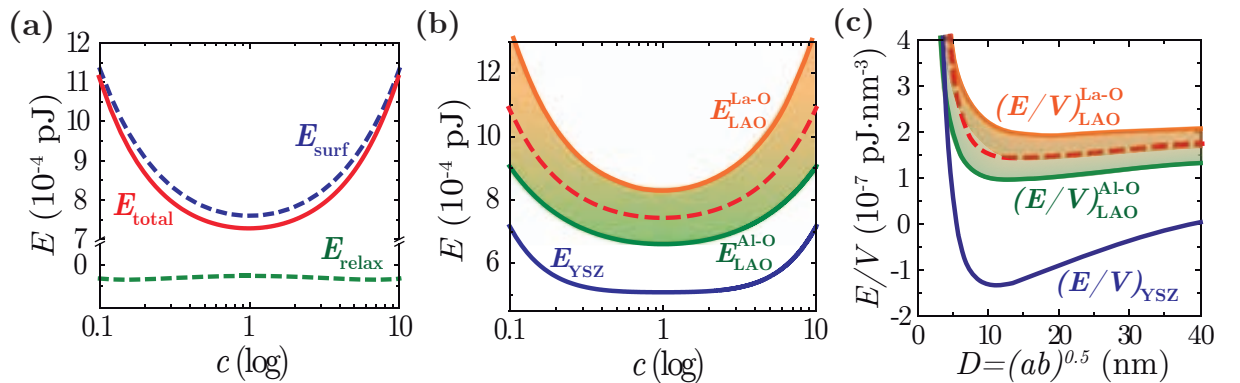 (a)
12
11
10
9
8
7
0
E (10⁻⁴ pJ)
E_surf
E_total
E_relax
0.1
1
10
c (log)
(b)
12
10
8
6
E (10⁻⁴ pJ)
E_LAO^La-O
E_YSZ
E_LAO^Al-O
0.1
1
10
c (log)
(c)
4
3
2
1
0
-1
-2
E/V (10⁻⁷ pJ·nm⁻³)
(E/V)_LAO^La-O
(E/V)_LAO^Al-O
(E/V)_YSZ
0
10
20
30
40
D=(ab)^0.5 (nm)